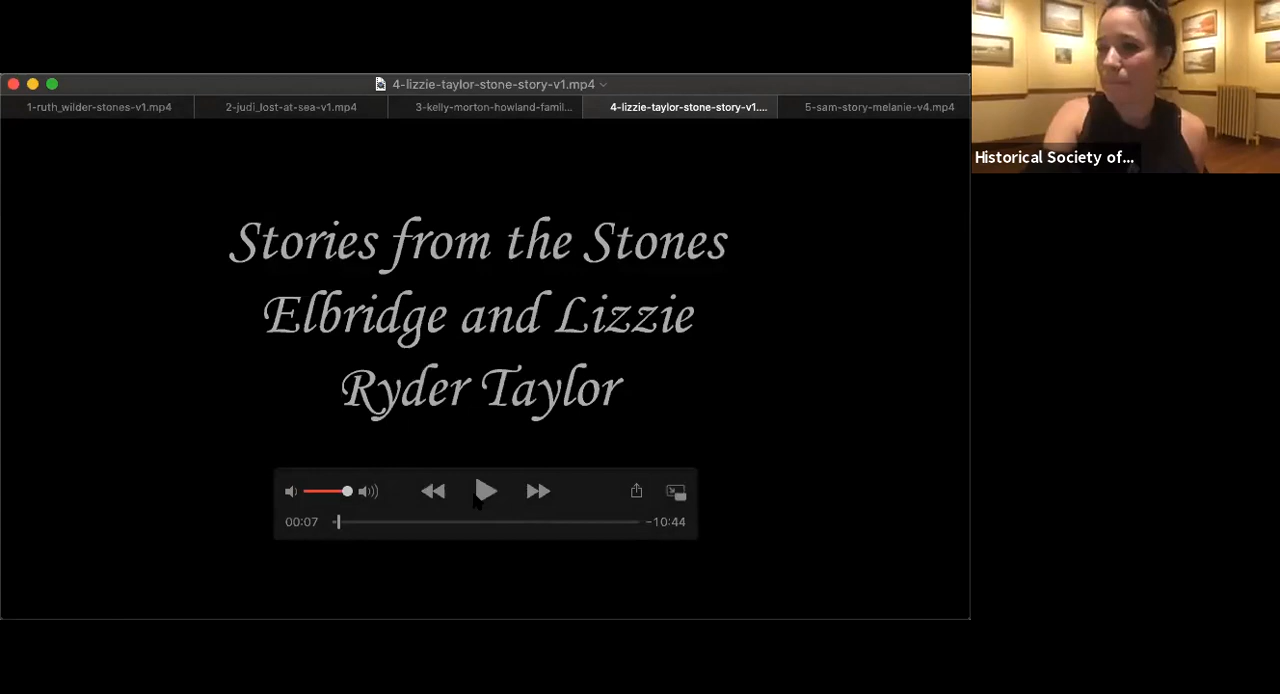 4-lizzie-taylor-stone-story-v1.mp4
1-ruth_wilder-stones-v1.mp4
2-judi_lost-at-sea-v1.mp4
3-kelly-morton-howland-famil...
4-lizzie-taylor-stone-story-v1....
5-sam-story-melanie-v4.mp4
Historical Society of...
Stories from the Stones
Elbridge and Lizzie
Ryder Taylor
00:07
-10:44